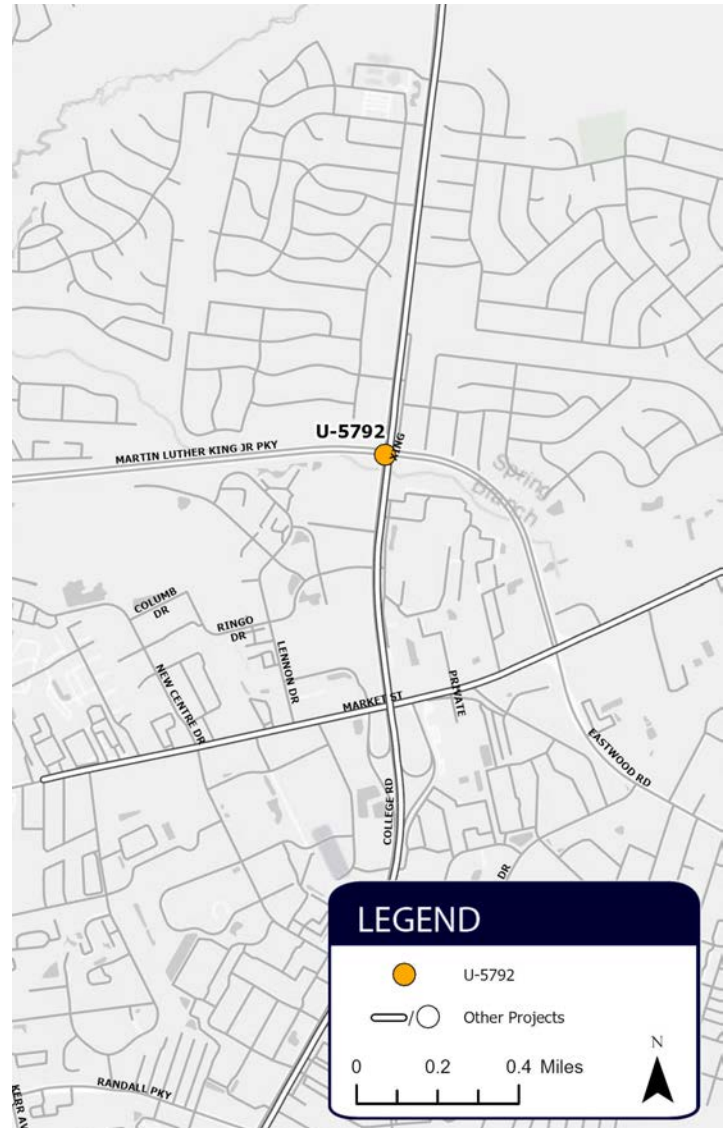 U-5792
KING
MARTIN LUTHER KING JR PKY
Spring
Branch
COLUMB
DR
RINGO
DR
LENNON DR
NEW CENTRE DR
MARKET ST
PRIVATE
EASTWOOD RD
COLLEGE RD
DR
RANDALL PKY
KERR AV
LEGEND
U-5792
/
Other Projects
N
0 0.2 0.4 Miles